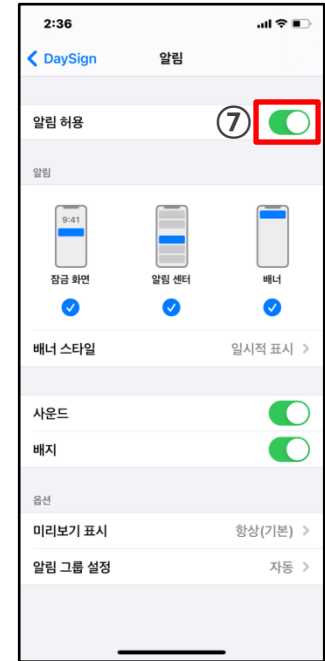 2:36
DaySign 알림
알림 허용 ⑦
알림
9:41
잠금 화면 알림 센터 배너
배너 스타일 일시적 표시
사운드
배지
옵션
미리보기 표시 항상(기본)
알림 그룹 설정 자동